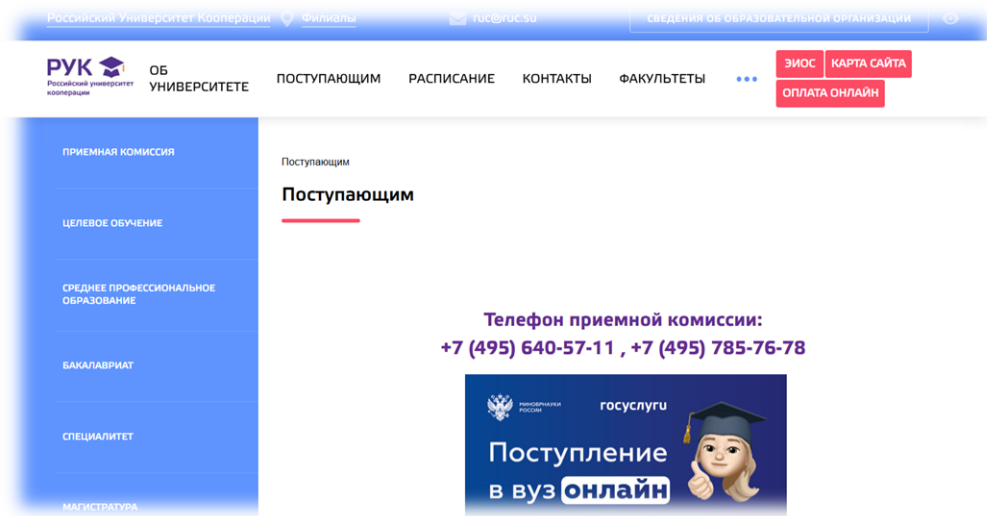 Российский Университет Кооперации Филиалы ruc@ruc.su СВЕДЕНИЯ ОБ ОБРАЗОВАТЕЛЬНОЙ ОРГАНИЗАЦИИ
РУК
Российский университет
кооперации
ОБ
УНИВЕРСИТЕТЕ
ПОСТУПАЮЩИМ РАСПИСАНИЕ КОНТАКТЫ ФАКУЛЬТЕТЫ
ЭИОС КАРТА САЙТА
ОПЛАТА ОНЛАЙН
ПРИЕМНАЯ КОМИССИЯ
ЦЕЛЕВОЕ ОБУЧЕНИЕ
СРЕДНЕЕ ПРОФЕССИОНАЛЬНОЕ
ОБРАЗОВАНИЕ
БАКАЛАВРИАТ
СПЕЦИАЛИТЕТ
МАГИСТРАТУРА
Поступающим
Поступающим
Телефон приемной комиссии:
+7 (495) 640-57-11 , +7 (495) 785-76-78
МИНОБРНАУКИ
РОССИИ
госуслуги
Поступление
в вуз онлайн